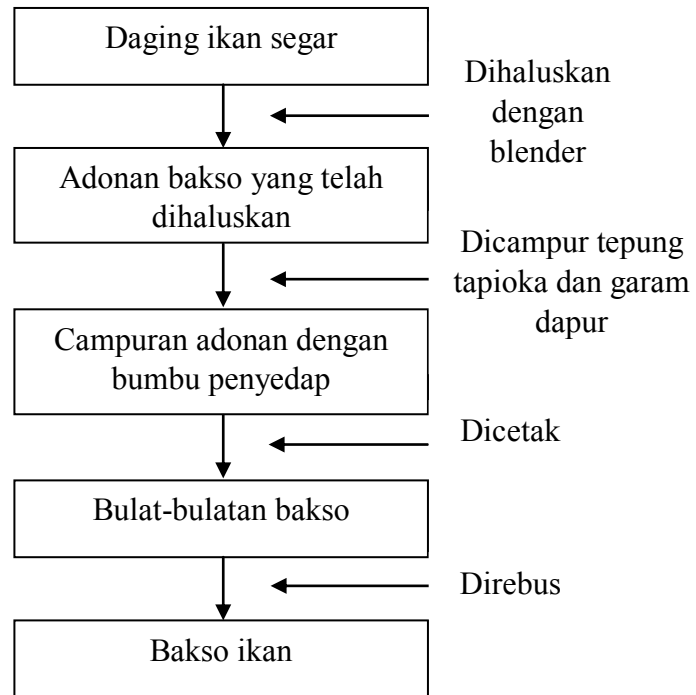 Daging ikan segar
Dihaluskan
dengan
blender
Adonan bakso yang telah
dihaluskan
Dicampur tepung
tapioka dan garam
dapur
Campuran adonan dengan
bumbu penyedap
Dicetak
Bulat-bulatan bakso
Direbus
Bakso ikan